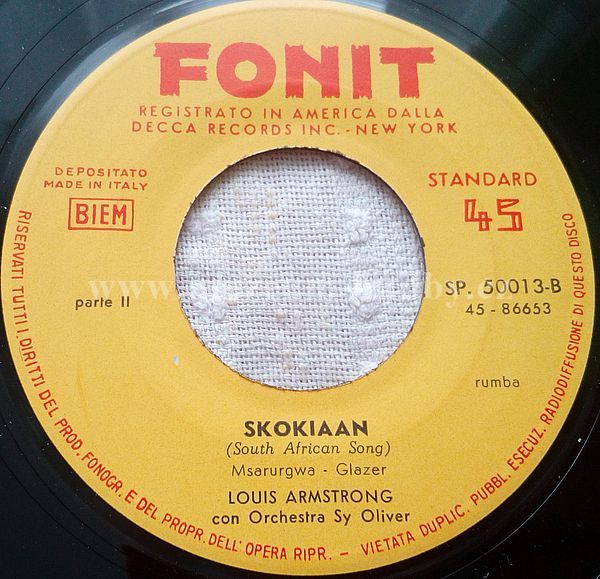 FONIT
REGISTRATO IN AMERICA DALLA
DECCA RECORDS INC. - NEW YORK
DEPOSITATO
MADE IN ITALY
BIEM
STANDARD
45
parte II
SP. 50013-B
45 - 86653
rumba
SKOKIAAN
(South African Song)
Msarurgwa - Glazer
LOUIS ARMSTRONG
con Orchestra Sy Oliver
RISERVATI TUTTI I DIRITTI DEL PROD. FONOGR. E DEL PROPR. DELL'OPERA RIPR. – VIETATA DUPLIC. PUBBL. ESECUZ. RADIODIFFUSIONE DI QUESTO DISCO